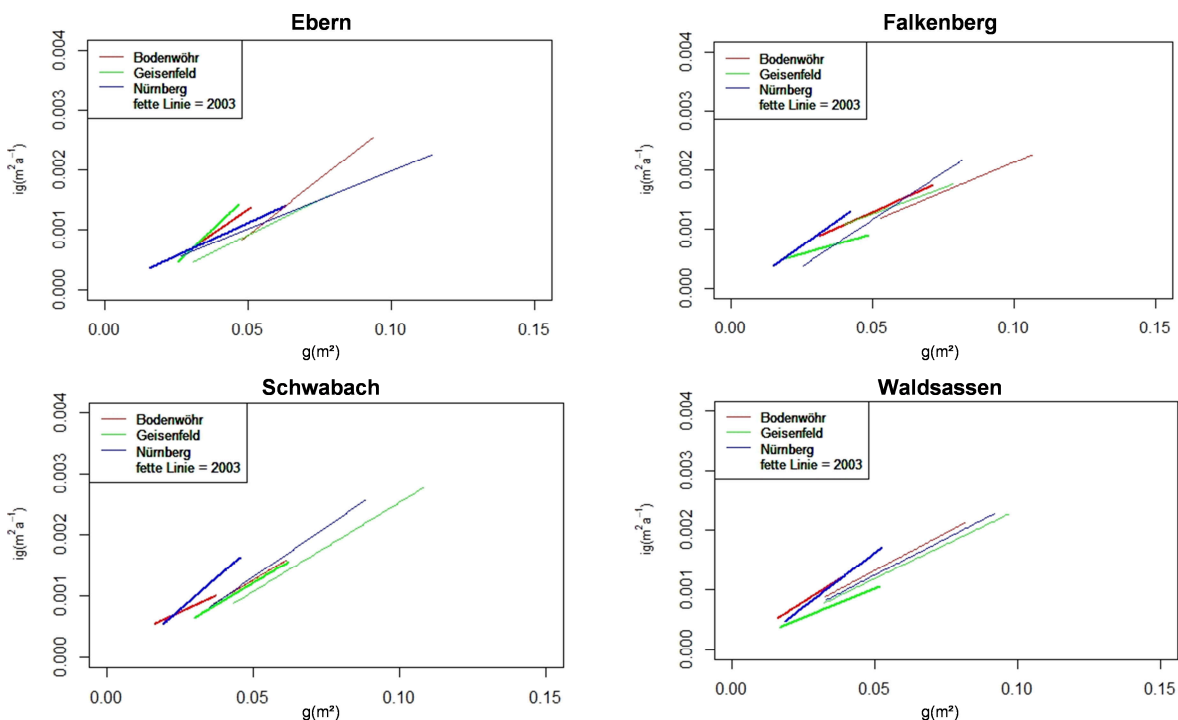 Ebern
0.004
0.003
0.002
0.001
0.000
ig(m² a⁻¹)
Bodenwöhr
Geisenfeld
Nürnberg
fette Linie = 2003
0.00 0.05 0.10 0.15
g(m²)
Falkenberg
0.004
0.003
0.002
0.001
0.000
ig(m² a⁻¹)
Bodenwöhr
Geisenfeld
Nürnberg
fette Linie = 2003
0.00 0.05 0.10 0.15
g(m²)
Schwabach
0.004
0.003
0.002
0.001
0.000
ig(m² a⁻¹)
Bodenwöhr
Geisenfeld
Nürnberg
fette Linie = 2003
0.00 0.05 0.10 0.15
g(m²)
Waldsassen
0.004
0.003
0.002
0.001
0.000
ig(m² a⁻¹)
Bodenwöhr
Geisenfeld
Nürnberg
fette Linie = 2003
0.00 0.05 0.10 0.15
g(m²)